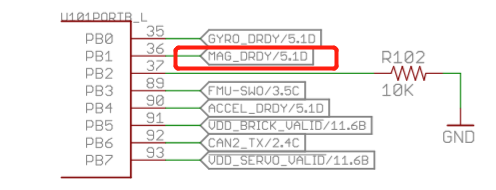 U101PORTB_L
PB0 35 GYRO_DRDY/5.1D
PB1 36 MAG_DRDY/5.1D
PB2 37 R102
PB3 89 FMU-SWO/3.5C 10K
PB4 90 ACCEL_DRDY/5.1D
PB5 91 VDD_BRICK_VALID/11.6B
PB6 92 CAN2_TX/2.4C GND
PB7 93 VDD_SERVO_VALID/11.6B